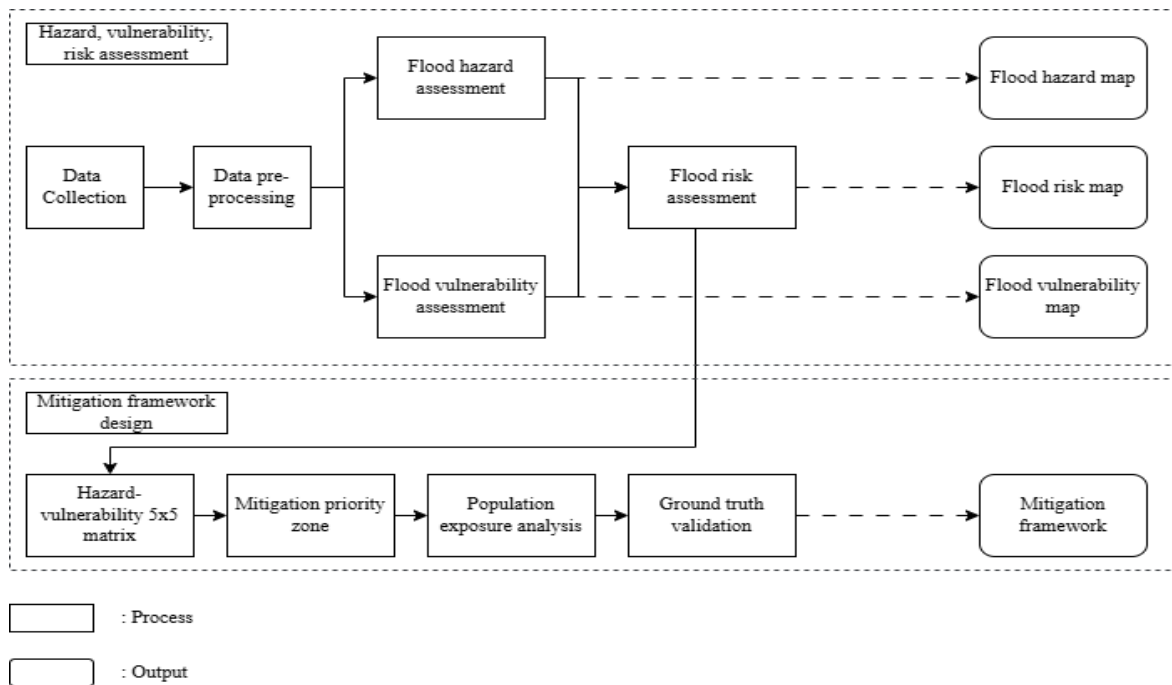 Hazard, vulnerability,
risk assessment
Flood hazard
assessment
Flood hazard map
Data
Collection
Data pre-
processing
Flood risk
assessment
Flood risk map
Flood vulnerability
assessment
Flood vulnerability
map
Mitigation framework
design
Hazard-
vulnerability 5x5
matrix
Mitigation priority
zone
Population
exposure analysis
Ground truth
validation
Mitigation
framework
: Process
: Output